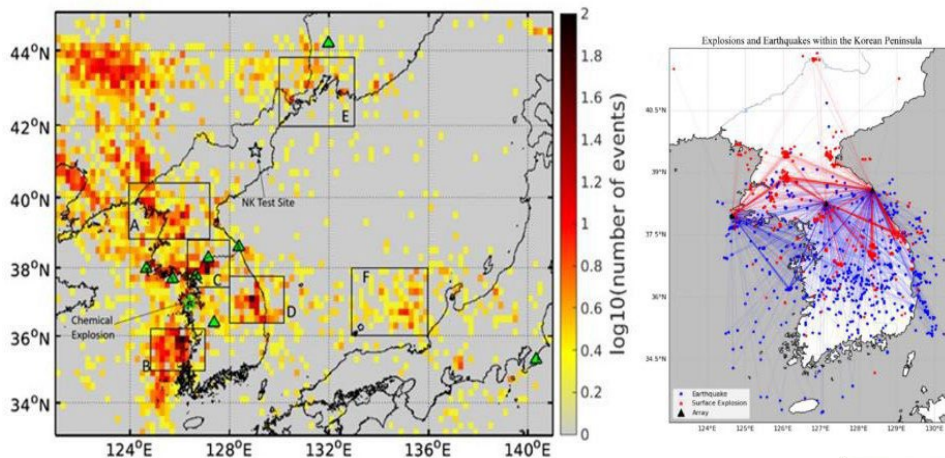 44°N
42°N
40°N
38°N
36°N
34°N
124°E
128°E
132°E
136°E
140°E
A
B
C
D
E
F
NK Test Site
Chemical
Explosion
2
1.8
1.6
1.4
1.2
1
0.8
0.6
0.4
0.2
0
log10(number of events)
Explosions and Earthquakes within the Korean Peninsula
40.5°N
39°N
37.5°N
36°N
34.5°N
124°E
125°E
126°E
127°E
128°E
129°E
130°E
Earthquake
Surface Explosion
Array